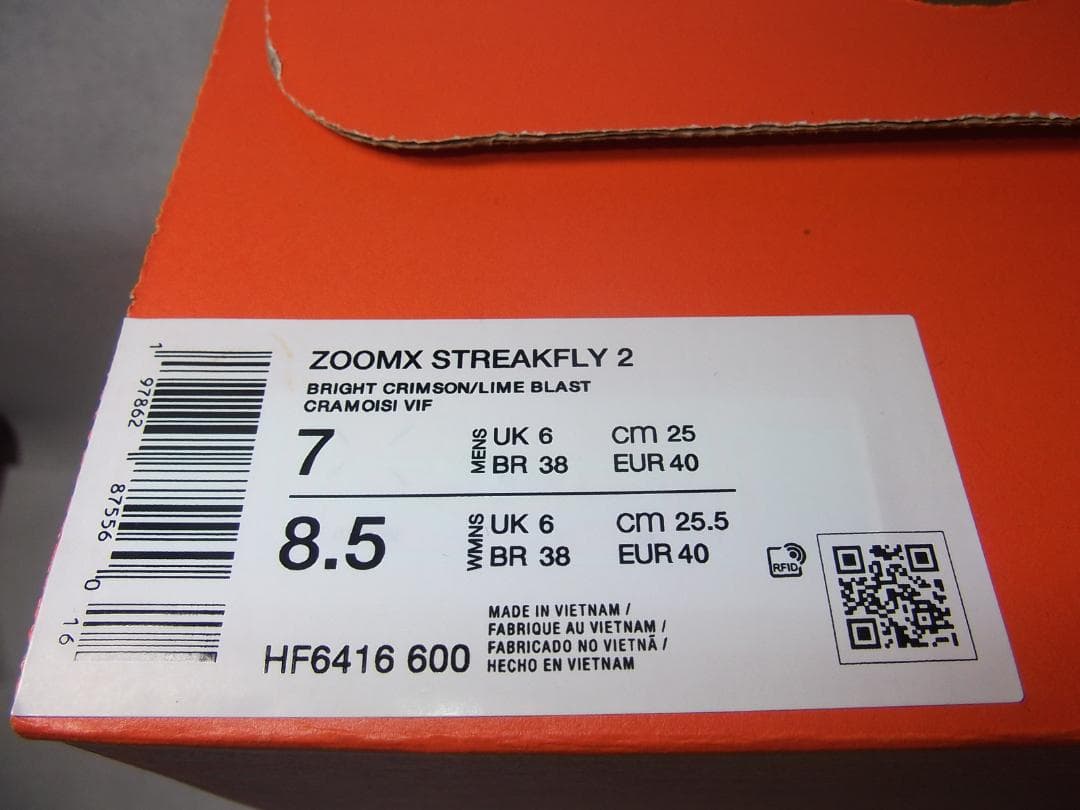 ZOOMX STREAKFLY 2
BRIGHT CRIMSON/LIME BLAST
CRAMOISI VIF
7 MENS UK 6 cm 25
BR 38 EUR 40
8.5 WMNS UK 6 cm 25.5
BR 38 EUR 40
RFID
HF6416 600
MADE IN VIETNAM /
FABRIQUE AU VIETNAM /
FABRICADO NO VIETNÃ /
HECHO EN VIETNAM
1 97862 87556 0 16